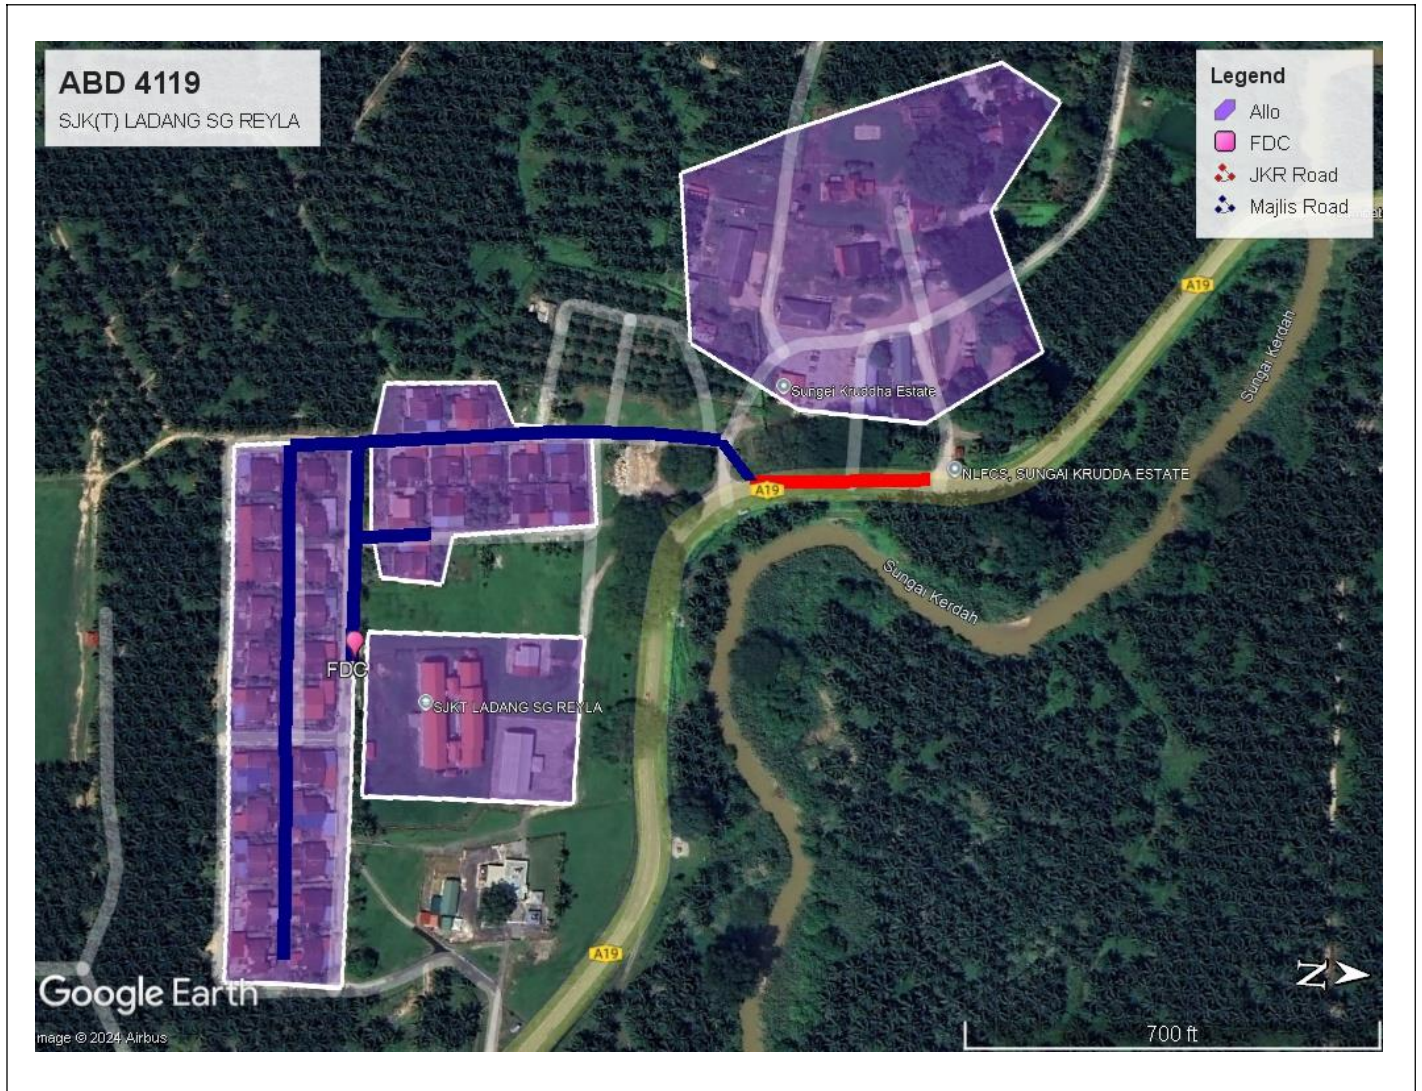 ABD 4119
SJK(T) LADANG SG REYLA
Legend
Allo
FDC
JKR Road
Majlis Road
A19
Sungai Kerdah
Sungei Kruddha Estate
NLFCS, SUNGAI KRUDDA ESTATE
A19
Sungai Kerdah
FDC
SJKT LADANG SG REYLA
A19
N
Google Earth
mage © 2024 Airbus
700 ft